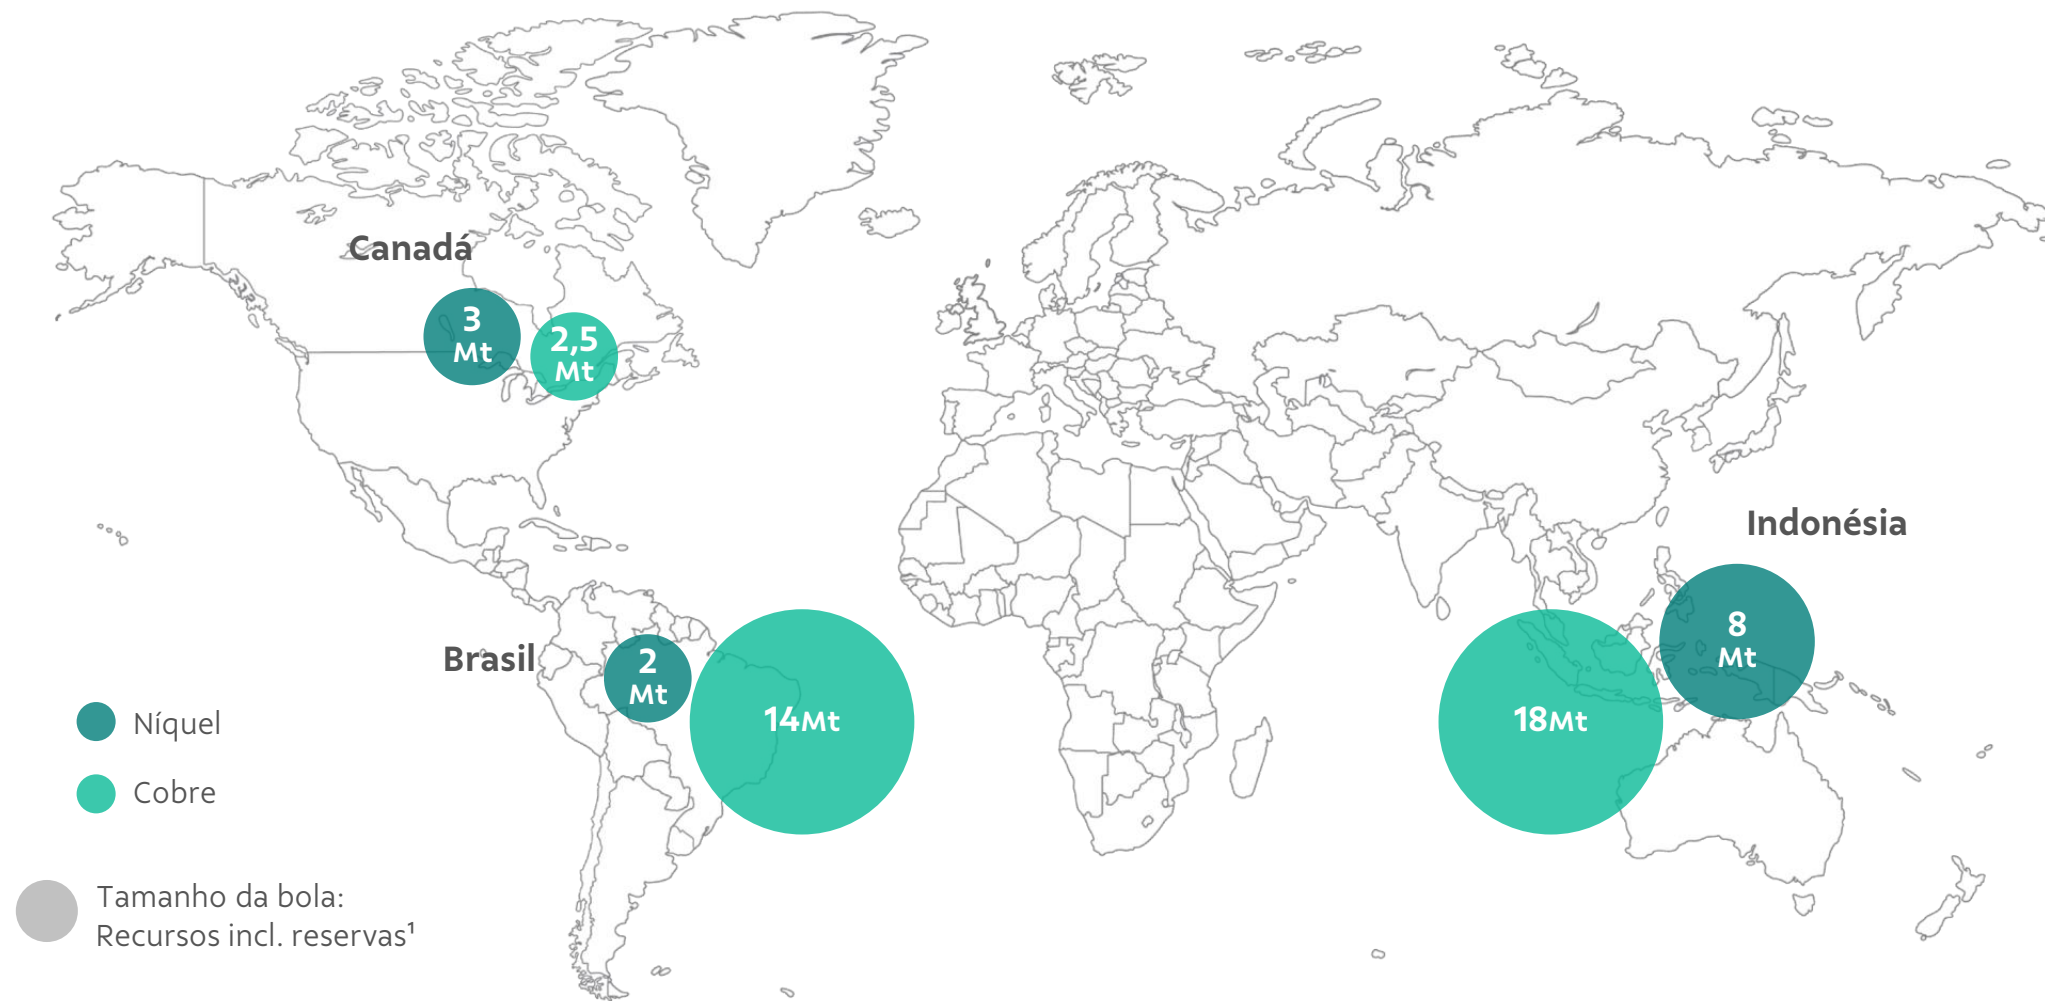 Canadá
3
Mt
2,5
Mt
Indonésia
8
Mt
Brasil
2
Mt
14Mt
18Mt
Níquel
Cobre
Tamanho da bola:
Recursos incl. reservas¹